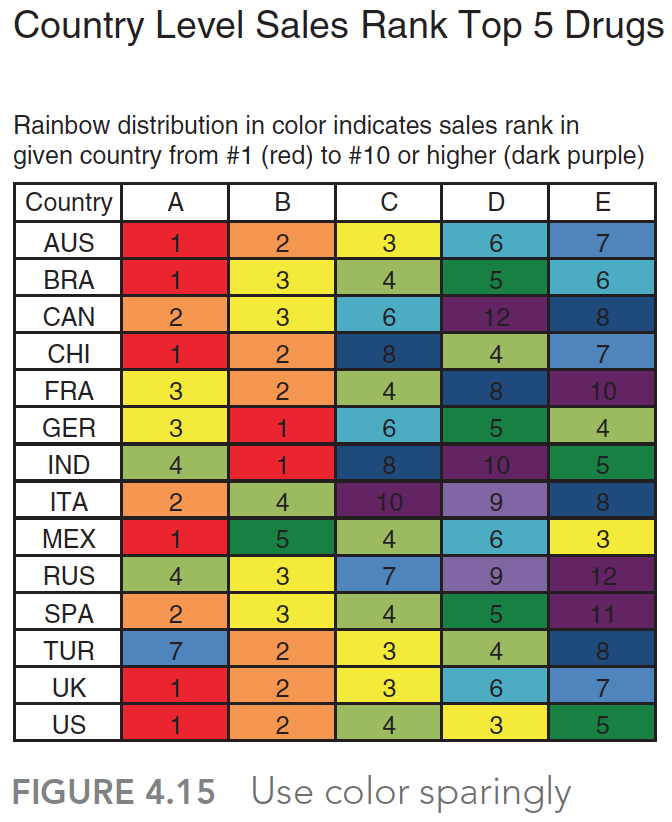 Country Level Sales Rank Top 5 Drugs
Rainbow distribution in color indicates sales rank in
given country from #1 (red) to #10 or higher (dark purple)
Country A B C D E
AUS 1 2 3 6 7
BRA 1 3 4 5 6
CAN 2 3 6 12 8
CHI 1 2 8 4 7
FRA 3 2 4 8 10
GER 3 1 6 5 4
IND 4 1 8 10 5
ITA 2 4 10 9 8
MEX 1 5 4 6 3
RUS 4 3 7 9 12
SPA 2 3 4 5 11
TUR 7 2 3 4 8
UK 1 2 3 6 7
US 1 2 4 3 5
FIGURE 4.15 Use color sparingly